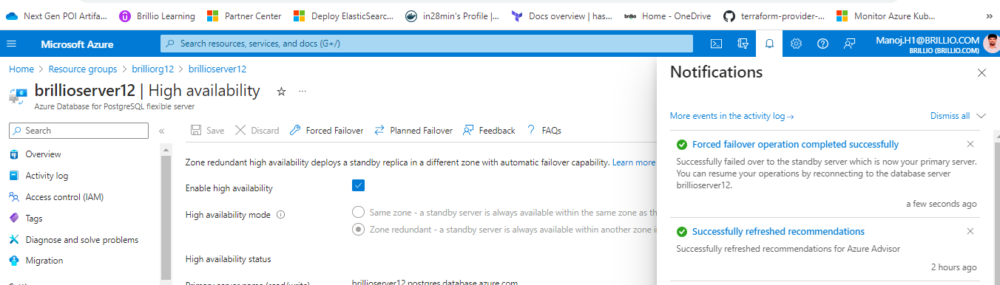 Next Gen POI Artifa... Brillio Learning Partner Center Deploy ElasticSearc... in28min's Profile |... Docs overview | has... Home - OneDrive terraform-provider-... Monitor Azure Kub... »
Microsoft Azure Search resources, services, and docs (G+/) Manoj.H1@BRILLIO.COM
BRILLIO (BRILLIO.COM)
Home > Resource groups > brilliorg12 > brillioserver12
brillioserver12 | High availability ☆ ...
Azure Database for PostgreSQL flexible server
Search «
Save Discard Forced Failover Planned Failover Feedback ? FAQs
Overview
Activity log
Access control (IAM)
Tags
Diagnose and solve problems
Migration
Zone redundant high availability deploys a standby replica in a different zone with automatic failover capability. Learn more
Enable high availability
High availability mode
Same zone - a standby server is always available within the same zone as th
Zone redundant - a standby server is always available within another zone i
High availability status
Primary server name (read/write) brillioserver12.postgres.database.azure.com
Notifications
More events in the activity log → Dismiss all
Forced failover operation completed successfully
Successfully failed over to the standby server which is now your primary server.
You can resume your operations by reconnecting to the database server
brillioserver12.
a few seconds ago
Successfully refreshed recommendations
Successfully refreshed recommendations for Azure Advisor
2 hours ago